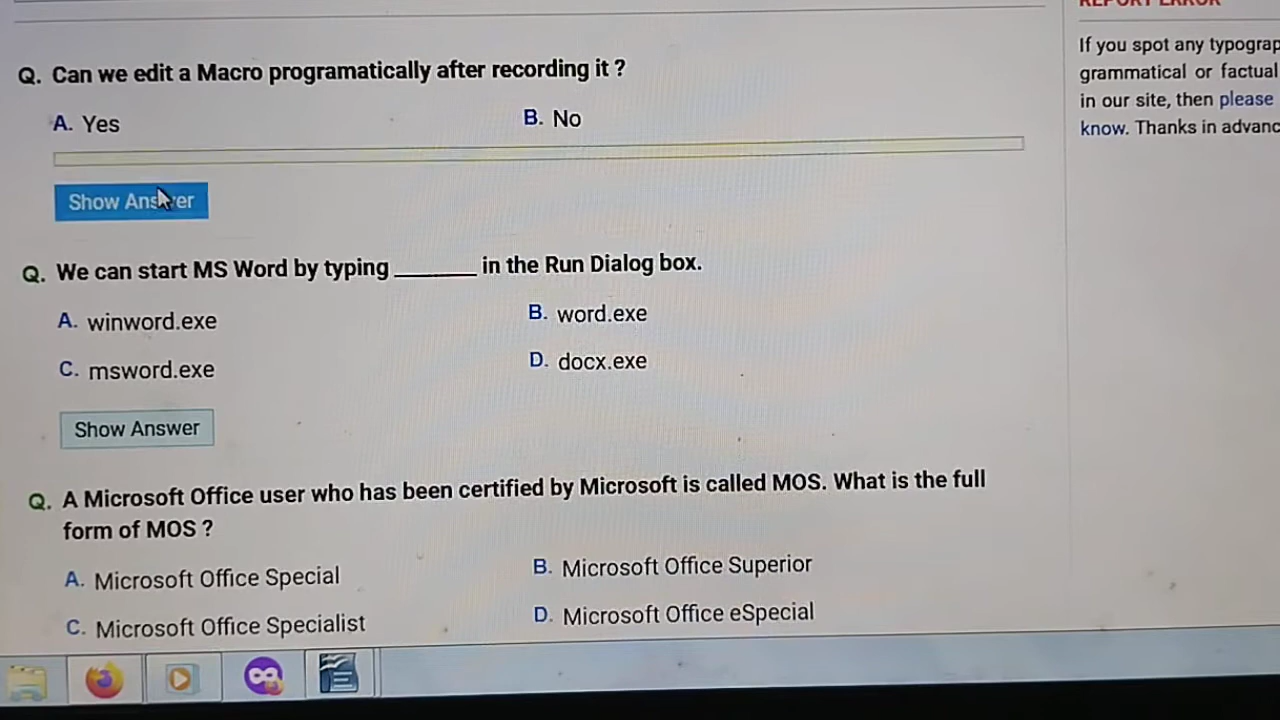 Q. Can we edit a Macro programatically after recording it ?
A. Yes
B. No
Show Answer
Q. We can start MS Word by typing _______ in the Run Dialog box.
A. winword.exe
B. word.exe
C. msword.exe
D. docx.exe
Show Answer
Q. A Microsoft Office user who has been certified by Microsoft is called MOS. What is the full
form of MOS ?
A. Microsoft Office Special
B. Microsoft Office Superior
C. Microsoft Office Specialist
D. Microsoft Office eSpecial
REPORT ERROR
If you spot any typograp
grammatical or factual
in our site, then please
know. Thanks in advanc